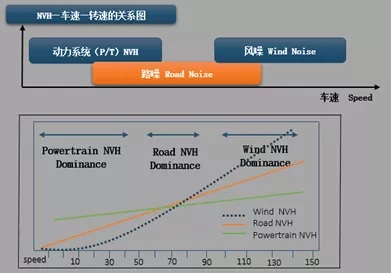 NVH—车速—转速的关系图
动力系统（P/T）NVH
风噪 Wind Noise
路噪 Road Noise
车速 Speed
Powertrain NVH
Dominance
Road NVH
Dominance
Wind NVH
Dominance
Wind NVH
Road NVH
Powertrain NVH
speed 10 30 50 70 90 110 130 150